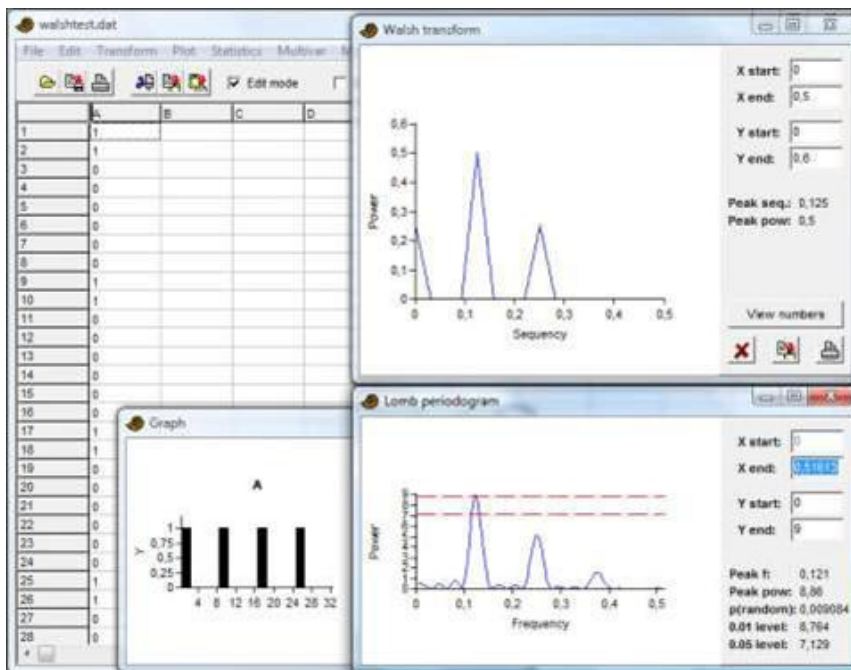 walshtest.dat
File Edit Transform Plot Statistics Multivar
Edit mode
A B C D
1 1
2 1
3 0
4 0
5 0
6 0
7 0
8 0
9 1
10 1
11 0
12 0
13 0
14 0
15 0
16 0
17 1
18 1
19 0
20 0
21 0
22 0
23 0
24 0
25 1
26 1
27 0
28 0
Walsh transform
X start: 0
X end: 0,5
Y start: 0
Y end: 0,6
Peak seq.: 0,125
Peak pow: 0,5
View numbers
Power
0,6
0,5
0,4
0,3
0,2
0,1
0
0 0,1 0,2 0,3 0,4 0,5
Sequency
Graph
A
Y
1
0,75
0,5
0,25
0
4 8 12 16 20 24 28 32
Lomb periodogram
X start: 0
X end:
Y start: 0
Y end: 9
Peak f: 0,121
Peak pow: 8,86
p(random): 0,009084
0.01 level: 8,764
0.05 level: 7,129
Power
0 0,1 0,2 0,3 0,4 0,5
Frequency